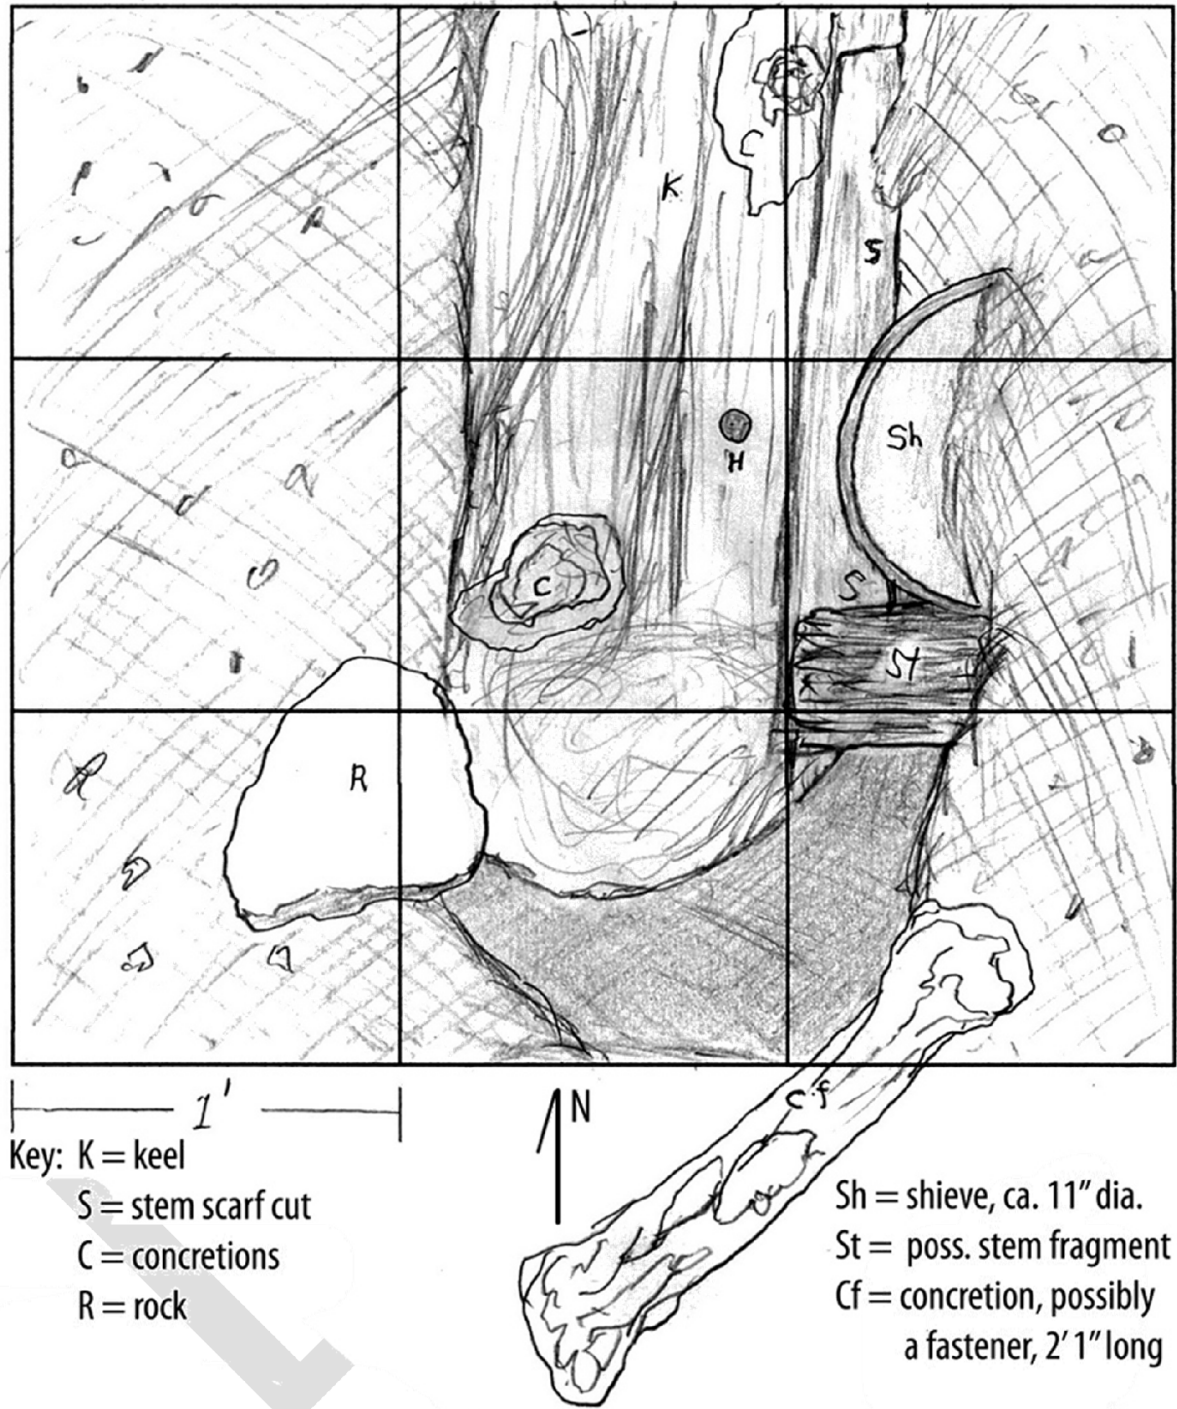 C
K
S
H
Sh
C
S
St
R
1'
N
Cf
Key: K = keel
S = stem scarf cut
C = concretions
R = rock
Sh = shieve, ca. 11" dia.
St = poss. stem fragment
Cf = concretion, possibly
a fastener, 2' 1" long